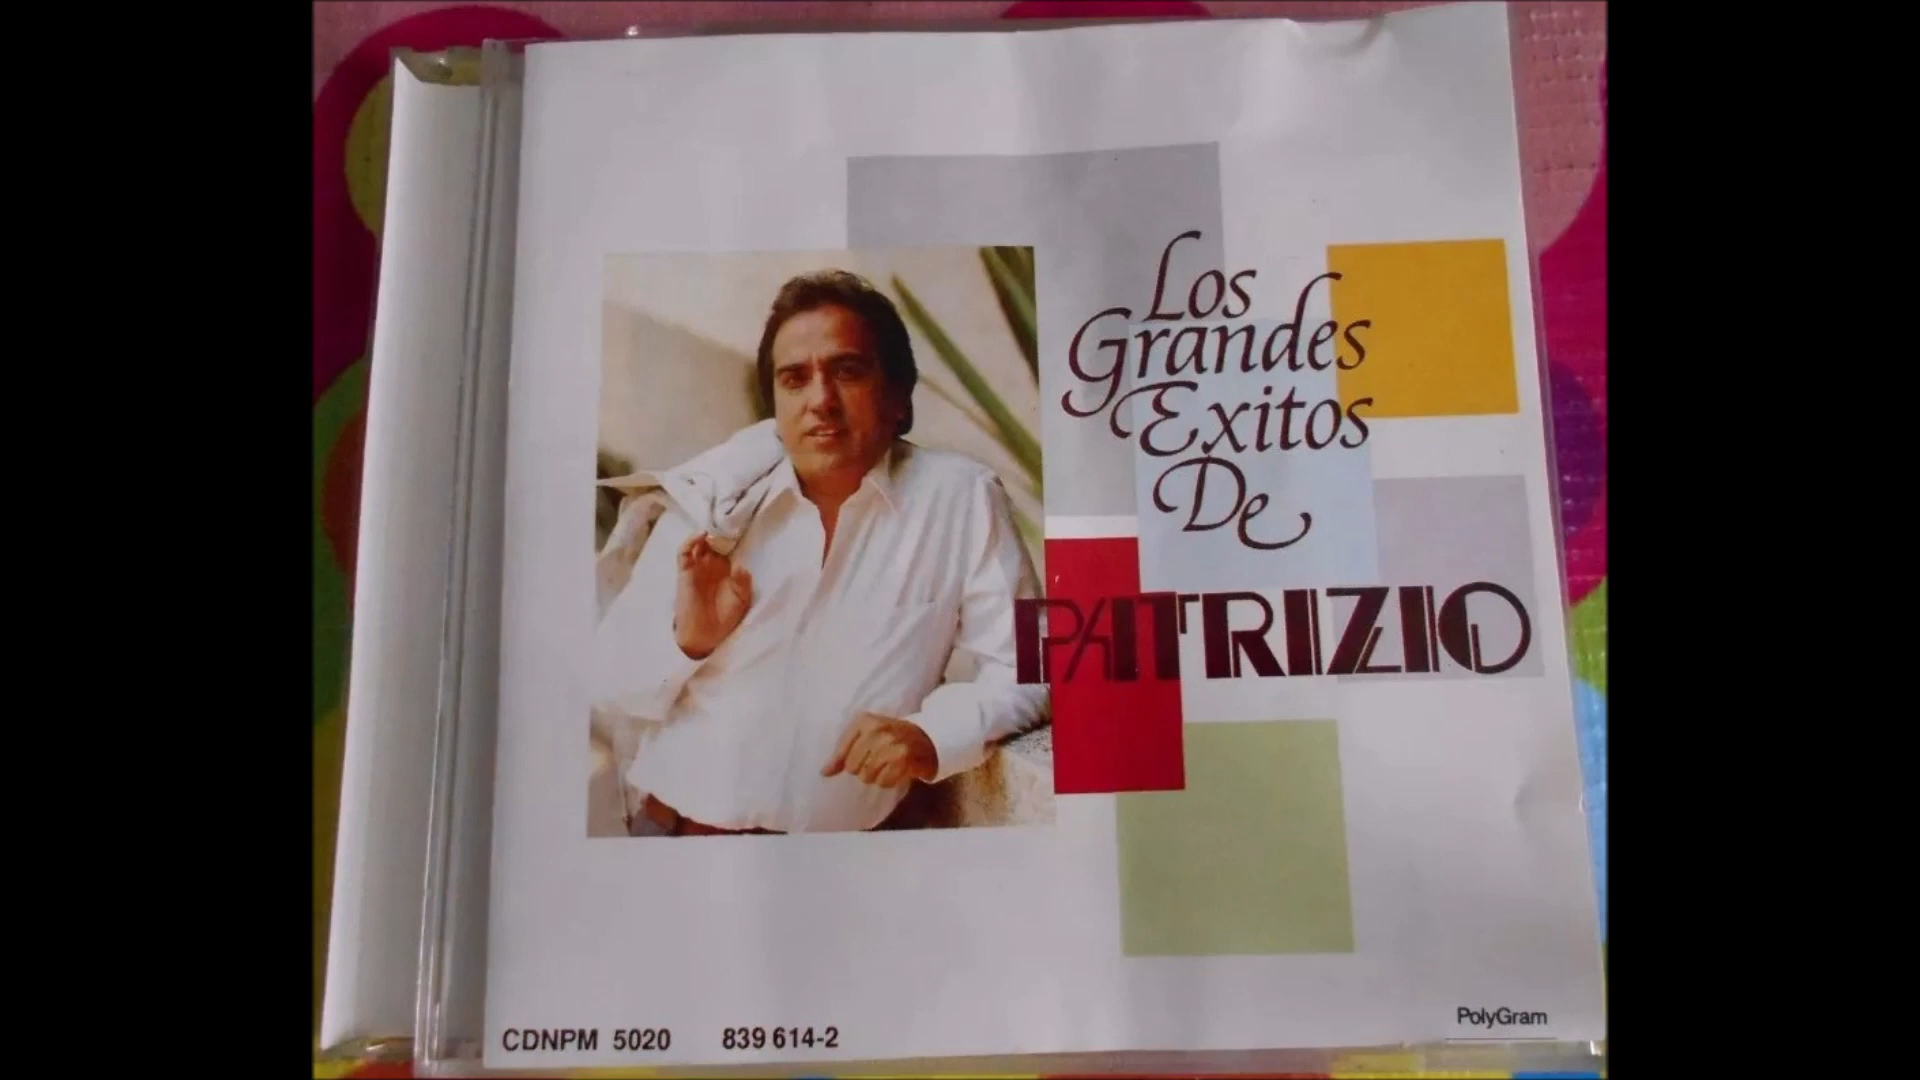 Los
Grandes
Exitos
De
PATRIZIO
CDNPM 5020 839 614-2
PolyGram